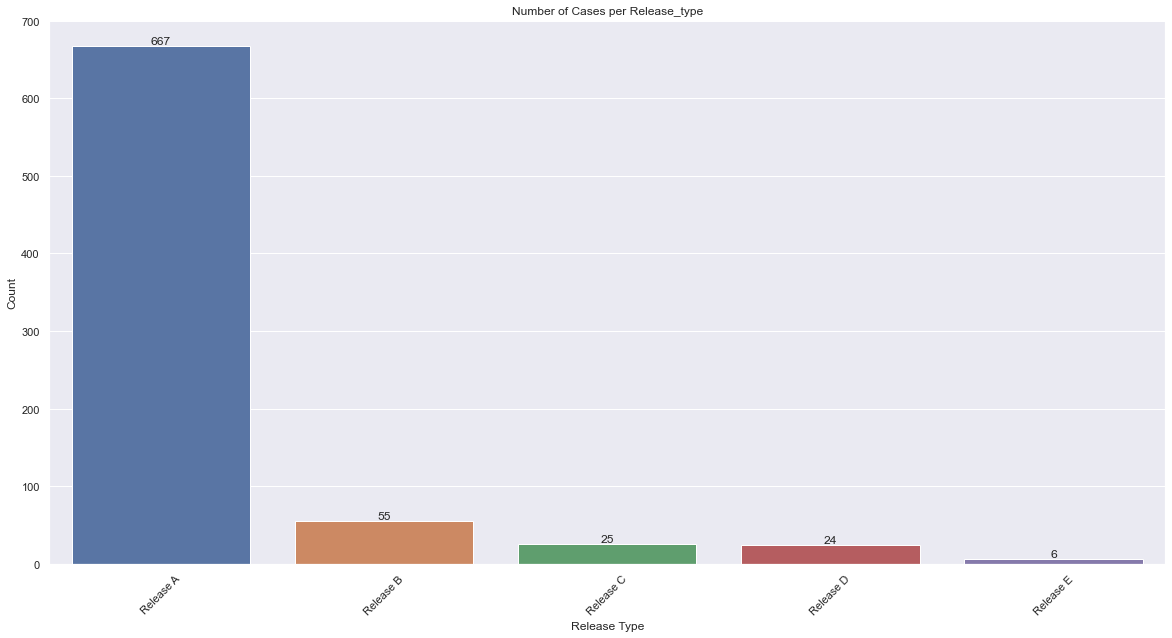 Number of Cases per Release_type
700
600
500
400
300
200
100
0
Count
667
55
25
24
6
Release A
Release B
Release C
Release D
Release E
Release Type